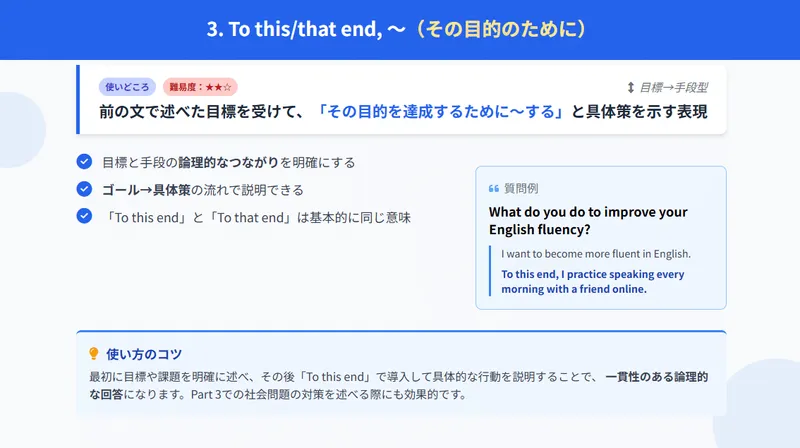 3. To this/that end, 〜（その目的のために）
使いどころ 難易度：★★☆
目標→手段型
前の文で述べた目標を受けて、「その目的を達成するために〜する」と具体策を示す表現
目標と手段の論理的なつながりを明確にする
ゴール→具体策の流れで説明できる
「To this end」と「To that end」は基本的に同じ意味
質問例
What do you do to improve your
English fluency?
I want to become more fluent in English.
To this end, I practice speaking every
morning with a friend online.
使い方のコツ
最初に目標や課題を明確に述べ、その後「To this end」で導入して具体的な行動を説明することで、 一貫性のある論理的
な回答になります。Part 3での社会問題の対策を述べる際にも効果的です。